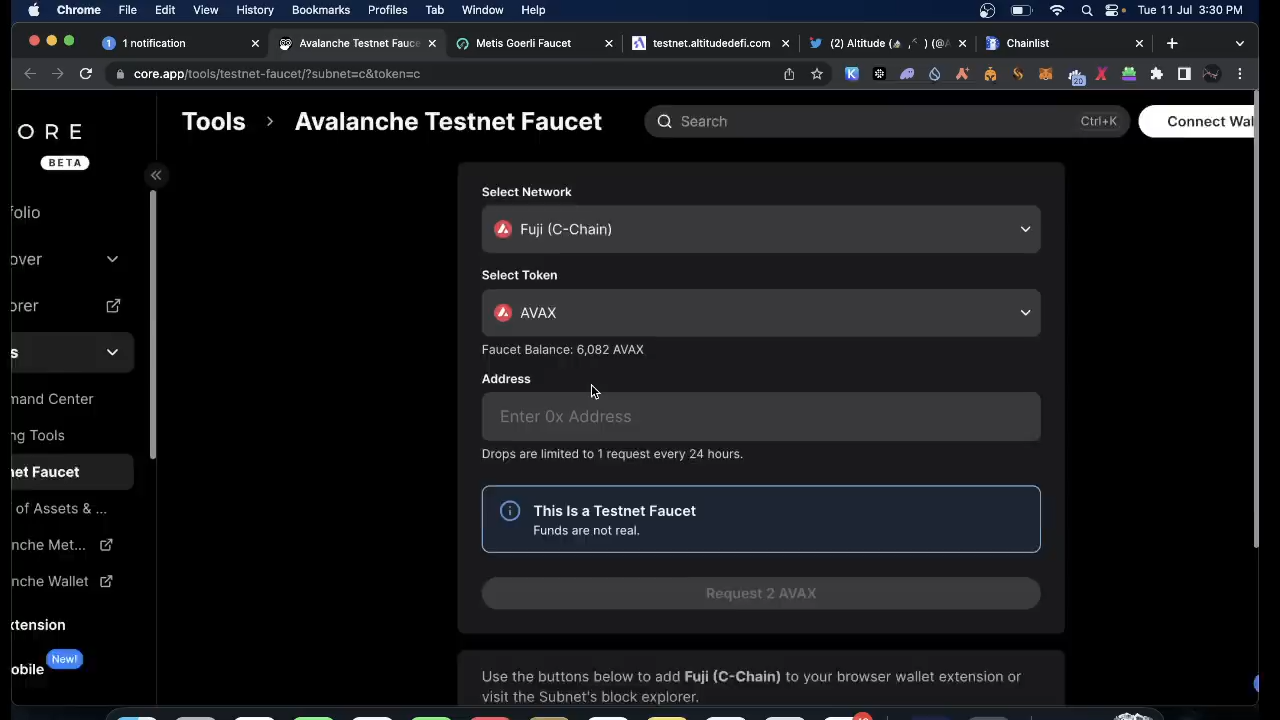 Chrome File Edit View History Bookmarks Profiles Tab Window Help Tue 11 Jul 3:30 PM
1 notification Avalanche Testnet Fauce Metis Goerli Faucet testnet.altitudedefi.com (2) Altitude Chainlist
core.app/tools/testnet-faucet/?subnet=c&token=c 20
ORE
BETA
Tools > Avalanche Testnet Faucet Search Ctrl+K Connect Wal
folio
over
orer
s
mand Center
ng Tools
net Faucet
of Assets & ...
nche Met...
nche Wallet
xtension
obile New!
Select Network
Fuji (C-Chain)
Select Token
AVAX
Faucet Balance: 6,082 AVAX
Address
Enter 0x Address
Drops are limited to 1 request every 24 hours.
This Is a Testnet Faucet
Funds are not real.
Request 2 AVAX
Use the buttons below to add Fuji (C-Chain) to your browser wallet extension or
visit the Subnet's block explorer.